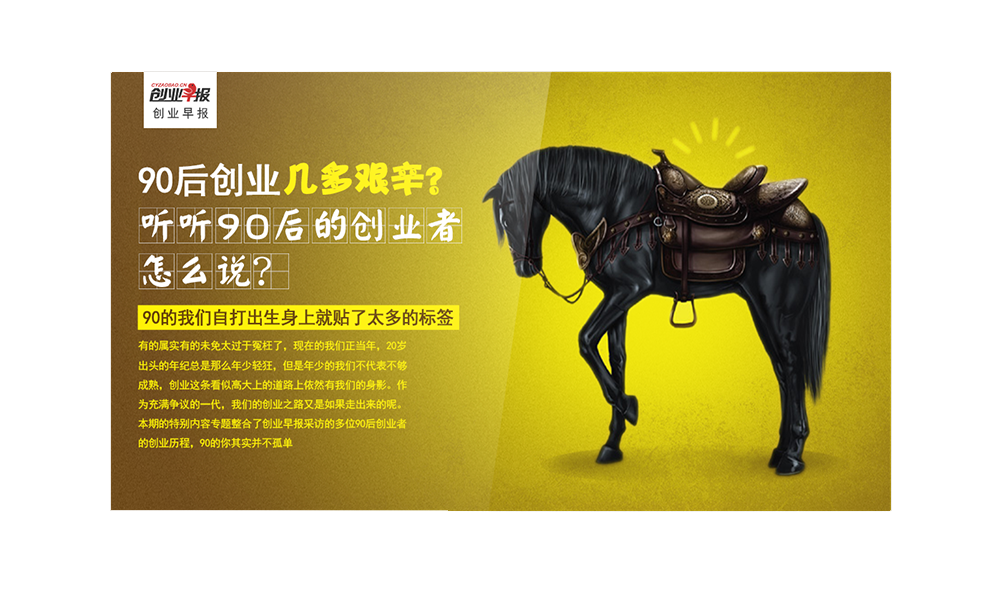 CYZAOBAO.CN
创业早报
创业早报
90后创业几多艰辛?
听听90后的创业者
怎么说?
90的我们自打出生身上就贴了太多的标签
有的属实有的未免太过于冤枉了，现在的我们正当年，20岁
出头的年纪总是那么年少轻狂，但是年少的我们不代表不够
成熟，创业这条看似高大上的道路上依然有我们的身影。作
为充满争议的一代，我们的创业之路又是如果走出来的呢。
本期的特别内容专题整合了创业早报采访的多位90后创业者
的创业历程，90的你其实并不孤单